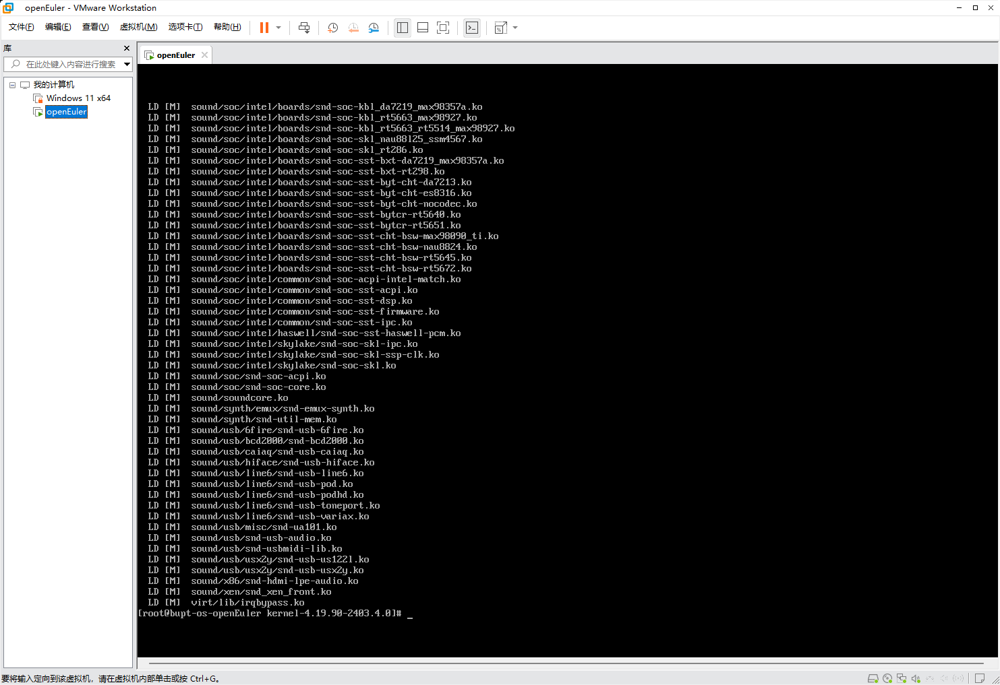 openEuler - VMware Workstation
文件(F) 编辑(E) 查看(V) 虚拟机(M) 选项卡(T) 帮助(H)
库
在此处键入内容进行搜索
我的计算机
Windows 11 x64
openEuler
openEuler
LD [M] sound/soc/intel/boards/snd-soc-kbl_da7219_max98357a.ko
LD [M] sound/soc/intel/boards/snd-soc-kbl_rt5663_max98927.ko
LD [M] sound/soc/intel/boards/snd-soc-kbl_rt5663_rt5514_max98927.ko
LD [M] sound/soc/intel/boards/snd-soc-skl_nau88l25_ssm4567.ko
LD [M] sound/soc/intel/boards/snd-soc-skl_rt286.ko
LD [M] sound/soc/intel/boards/snd-soc-sst-bxt-da7219_max98357a.ko
LD [M] sound/soc/intel/boards/snd-soc-sst-bxt-rt298.ko
LD [M] sound/soc/intel/boards/snd-soc-sst-byt-cht-da7213.ko
LD [M] sound/soc/intel/boards/snd-soc-sst-byt-cht-es8316.ko
LD [M] sound/soc/intel/boards/snd-soc-sst-byt-cht-nocodec.ko
LD [M] sound/soc/intel/boards/snd-soc-sst-bytcr-rt5640.ko
LD [M] sound/soc/intel/boards/snd-soc-sst-bytcr-rt5651.ko
LD [M] sound/soc/intel/boards/snd-soc-sst-cht-bsw-max98090_ti.ko
LD [M] sound/soc/intel/boards/snd-soc-sst-cht-bsw-nau8824.ko
LD [M] sound/soc/intel/boards/snd-soc-sst-cht-bsw-rt5645.ko
LD [M] sound/soc/intel/boards/snd-soc-sst-cht-bsw-rt5672.ko
LD [M] sound/soc/intel/common/snd-soc-acpi-intel-match.ko
LD [M] sound/soc/intel/common/snd-soc-sst-acpi.ko
LD [M] sound/soc/intel/common/snd-soc-sst-dsp.ko
LD [M] sound/soc/intel/common/snd-soc-sst-firmware.ko
LD [M] sound/soc/intel/common/snd-soc-sst-ipc.ko
LD [M] sound/soc/intel/haswell/snd-soc-sst-haswell-pcm.ko
LD [M] sound/soc/intel/skylake/snd-soc-skl-ipc.ko
LD [M] sound/soc/intel/skylake/snd-soc-skl-ssp-clk.ko
LD [M] sound/soc/intel/skylake/snd-soc-skl.ko
LD [M] sound/soc/snd-soc-acpi.ko
LD [M] sound/soc/snd-soc-core.ko
LD [M] sound/soundcore.ko
LD [M] sound/synth/emux/snd-emux-synth.ko
LD [M] sound/synth/snd-util-mem.ko
LD [M] sound/usb/6fire/snd-usb-6fire.ko
LD [M] sound/usb/bcd2000/snd-bcd2000.ko
LD [M] sound/usb/caiaq/snd-usb-caiaq.ko
LD [M] sound/usb/hiface/snd-usb-hiface.ko
LD [M] sound/usb/line6/snd-usb-line6.ko
LD [M] sound/usb/line6/snd-usb-pod.ko
LD [M] sound/usb/line6/snd-usb-podhd.ko
LD [M] sound/usb/line6/snd-usb-toneport.ko
LD [M] sound/usb/line6/snd-usb-variax.ko
LD [M] sound/usb/misc/snd-ua101.ko
LD [M] sound/usb/snd-usb-audio.ko
LD [M] sound/usb/snd-usbmidi-lib.ko
LD [M] sound/usb/usx2y/snd-usb-us122l.ko
LD [M] sound/usb/usx2y/snd-usb-usx2y.ko
LD [M] sound/x86/snd-hdmi-lpe-audio.ko
LD [M] sound/xen/snd_xen_front.ko
LD [M] virt/lib/irqbypass.ko
[root@bupt-os-openEuler kernel-4.19.90-2403.4.0]# _
要将输入定向到该虚拟机，请在虚拟机内部单击或按 Ctrl+G。